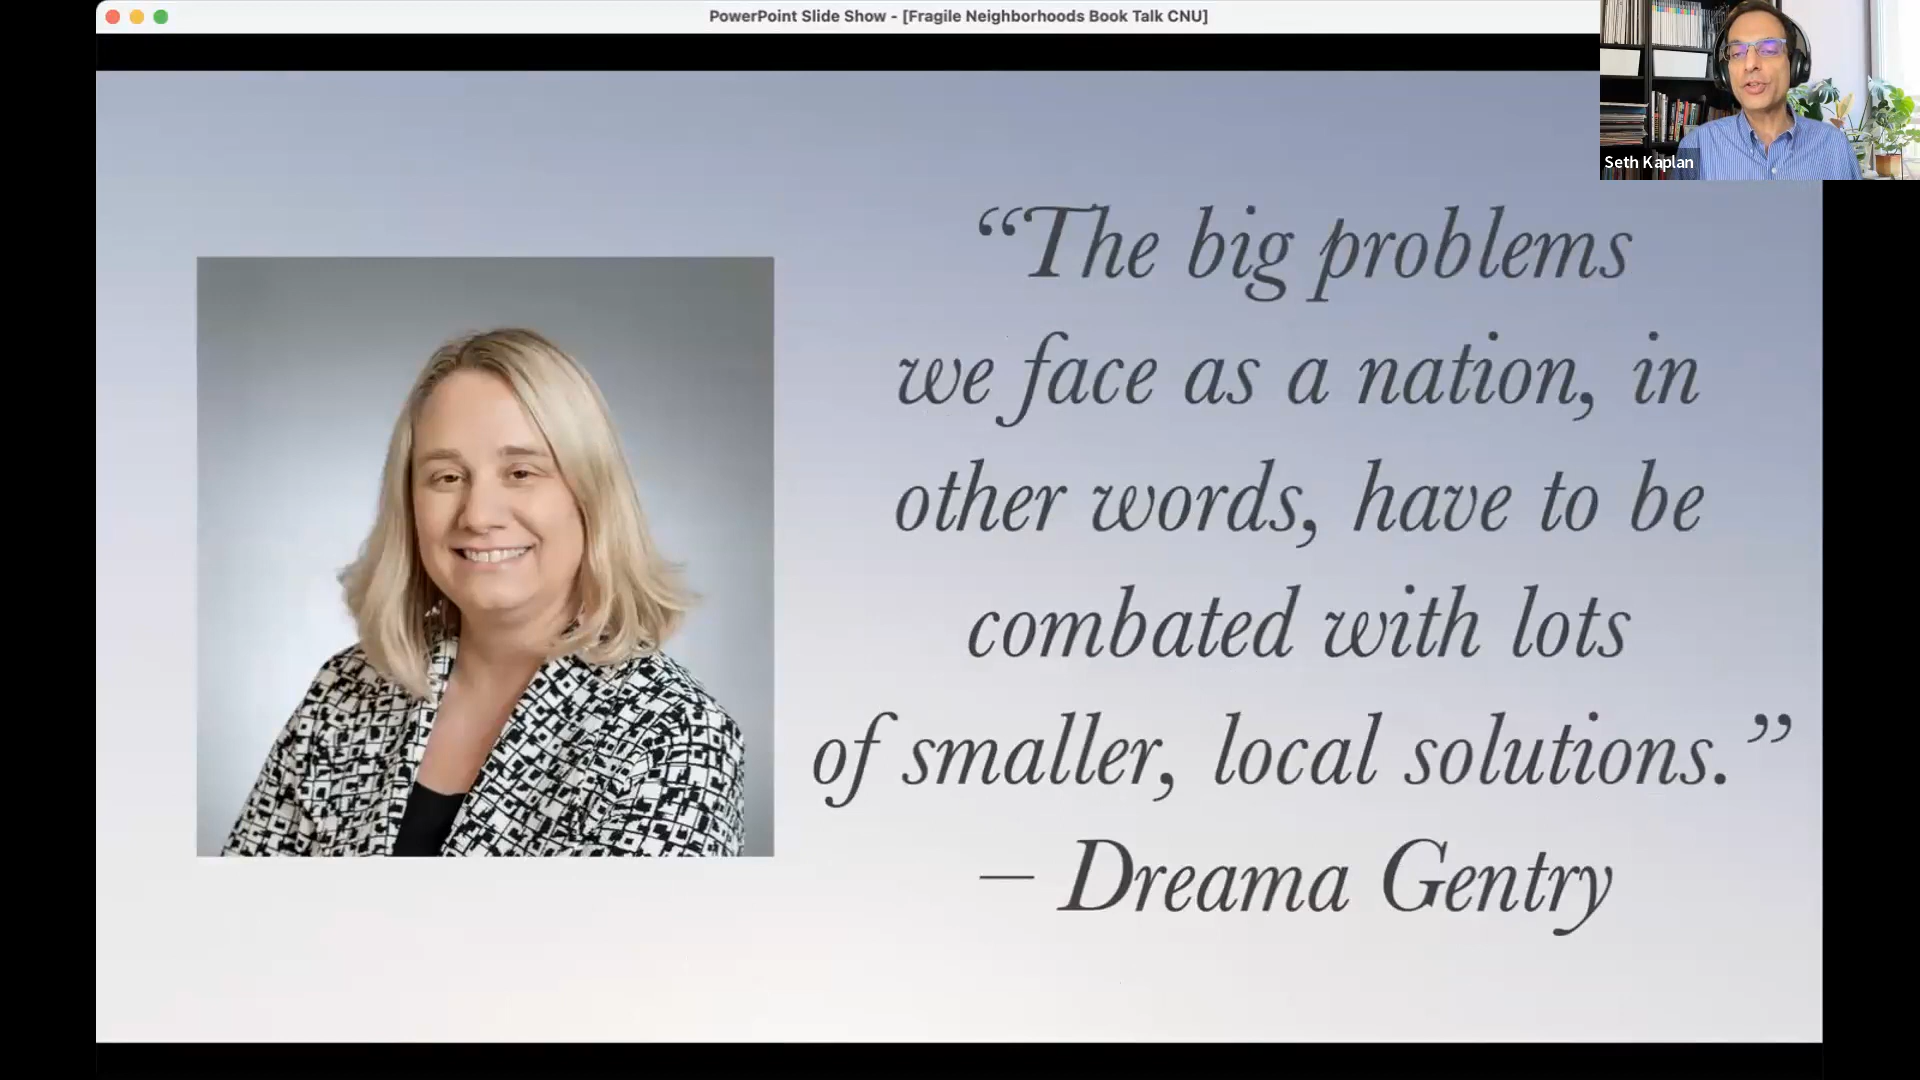 PowerPoint Slide Show - [Fragile Neighborhoods Book Talk CNU]
Seth Kaplan
“The big problems
we face as a nation, in
other words, have to be
combated with lots
of smaller, local solutions.”
– Dreama Gentry